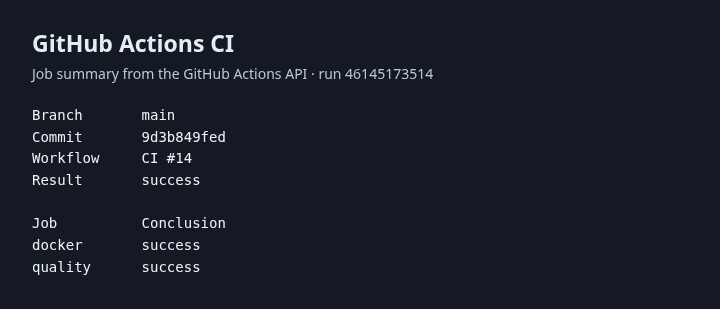 GitHub Actions CI
Job summary from the GitHub Actions API · run 46145173514
Branch main
Commit 9d3b849fed
Workflow CI #14
Result success
Job Conclusion
docker success
quality success